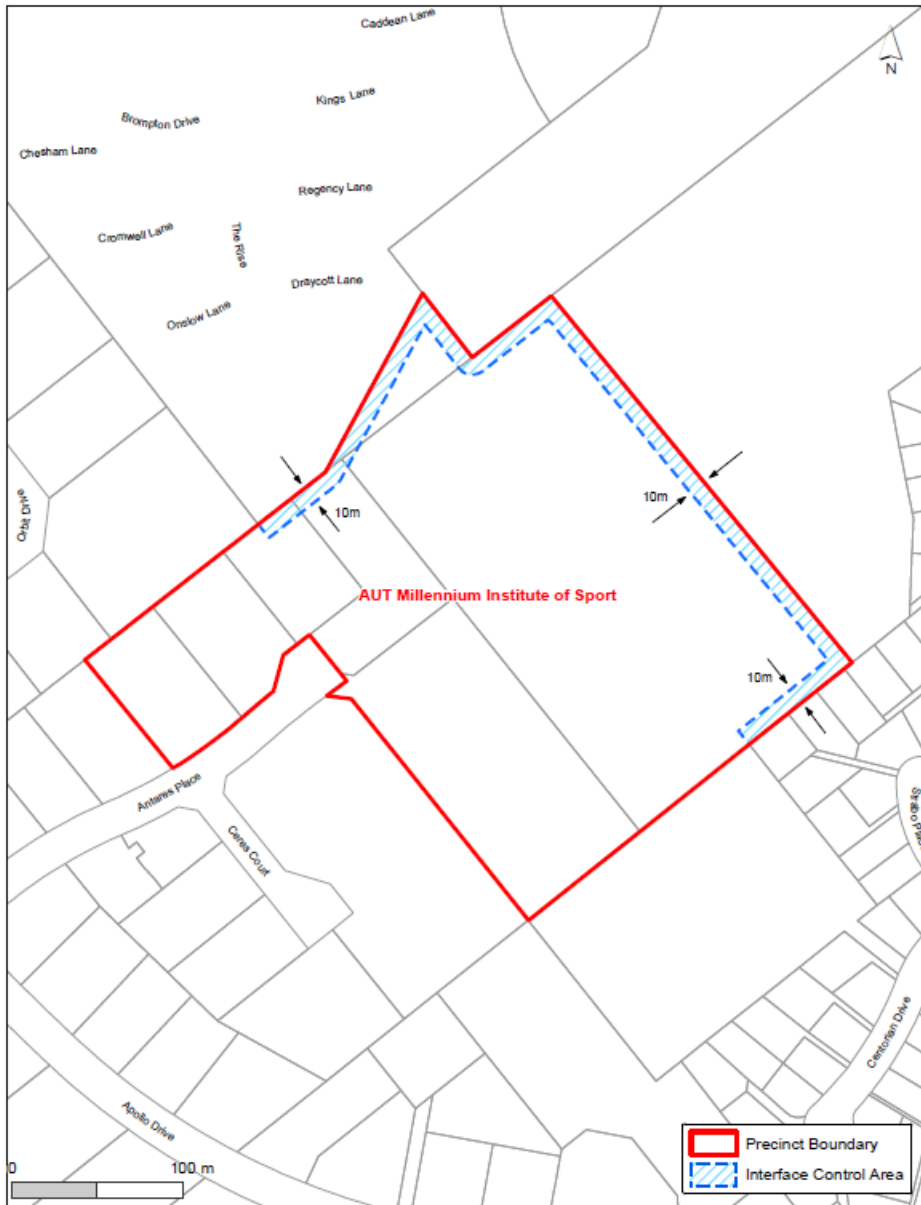 Caddean Lane
N
Kings Lane
Brompton Drive
Chesham Lane
Regency Lane
Cromwell Lane
The Rise
Draycott Lane
Onslow Lane
Orbit Drive
10m
10m
AUT Millennium Institute of Sport
10m
Antares Place
Strabo Place
Ceres Court
Centorian Drive
Apollo Drive
Precinct Boundary
Interface Control Area
0 100 m